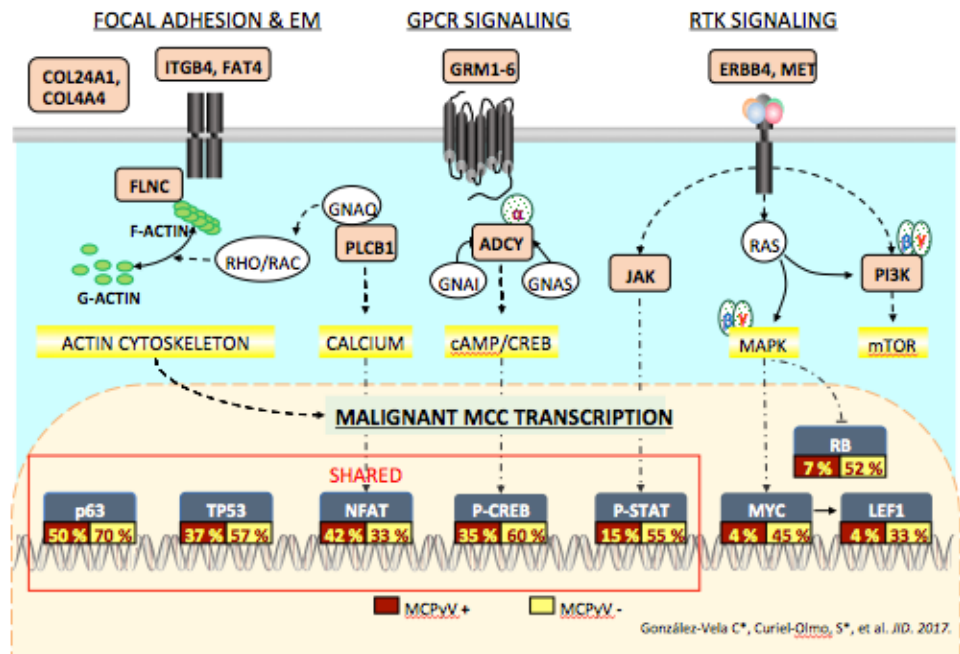 FOCAL ADHESION & EM
GPCR SIGNALING
RTK SIGNALING
COL24A1,
COL4A4
ITGB4, FAT4
GRM1-6
ERBB4, MET
FLNC
F-ACTIN
G-ACTIN
RHO/RAC
GNAQ
PLCB1
α
ADCY
GNAI
GNAS
JAK
RAS
β γ
PI3K
β γ
ACTIN CYTOSKELETON
CALCIUM
cAMP/CREB
MAPK
mTOR
MALIGNANT MCC TRANSCRIPTION
RB
7 % 52 %
SHARED
p63
50 % 70 %
TP53
37 % 57 %
NFAT
42 % 33 %
P-CREB
35 % 60 %
P-STAT
15 % 55 %
MYC
4 % 45 %
LEF1
4 % 33 %
MCPyV +
MCPyV -
González-Vela C*, Curiel-Olmo, S*, et al. JID. 2017.